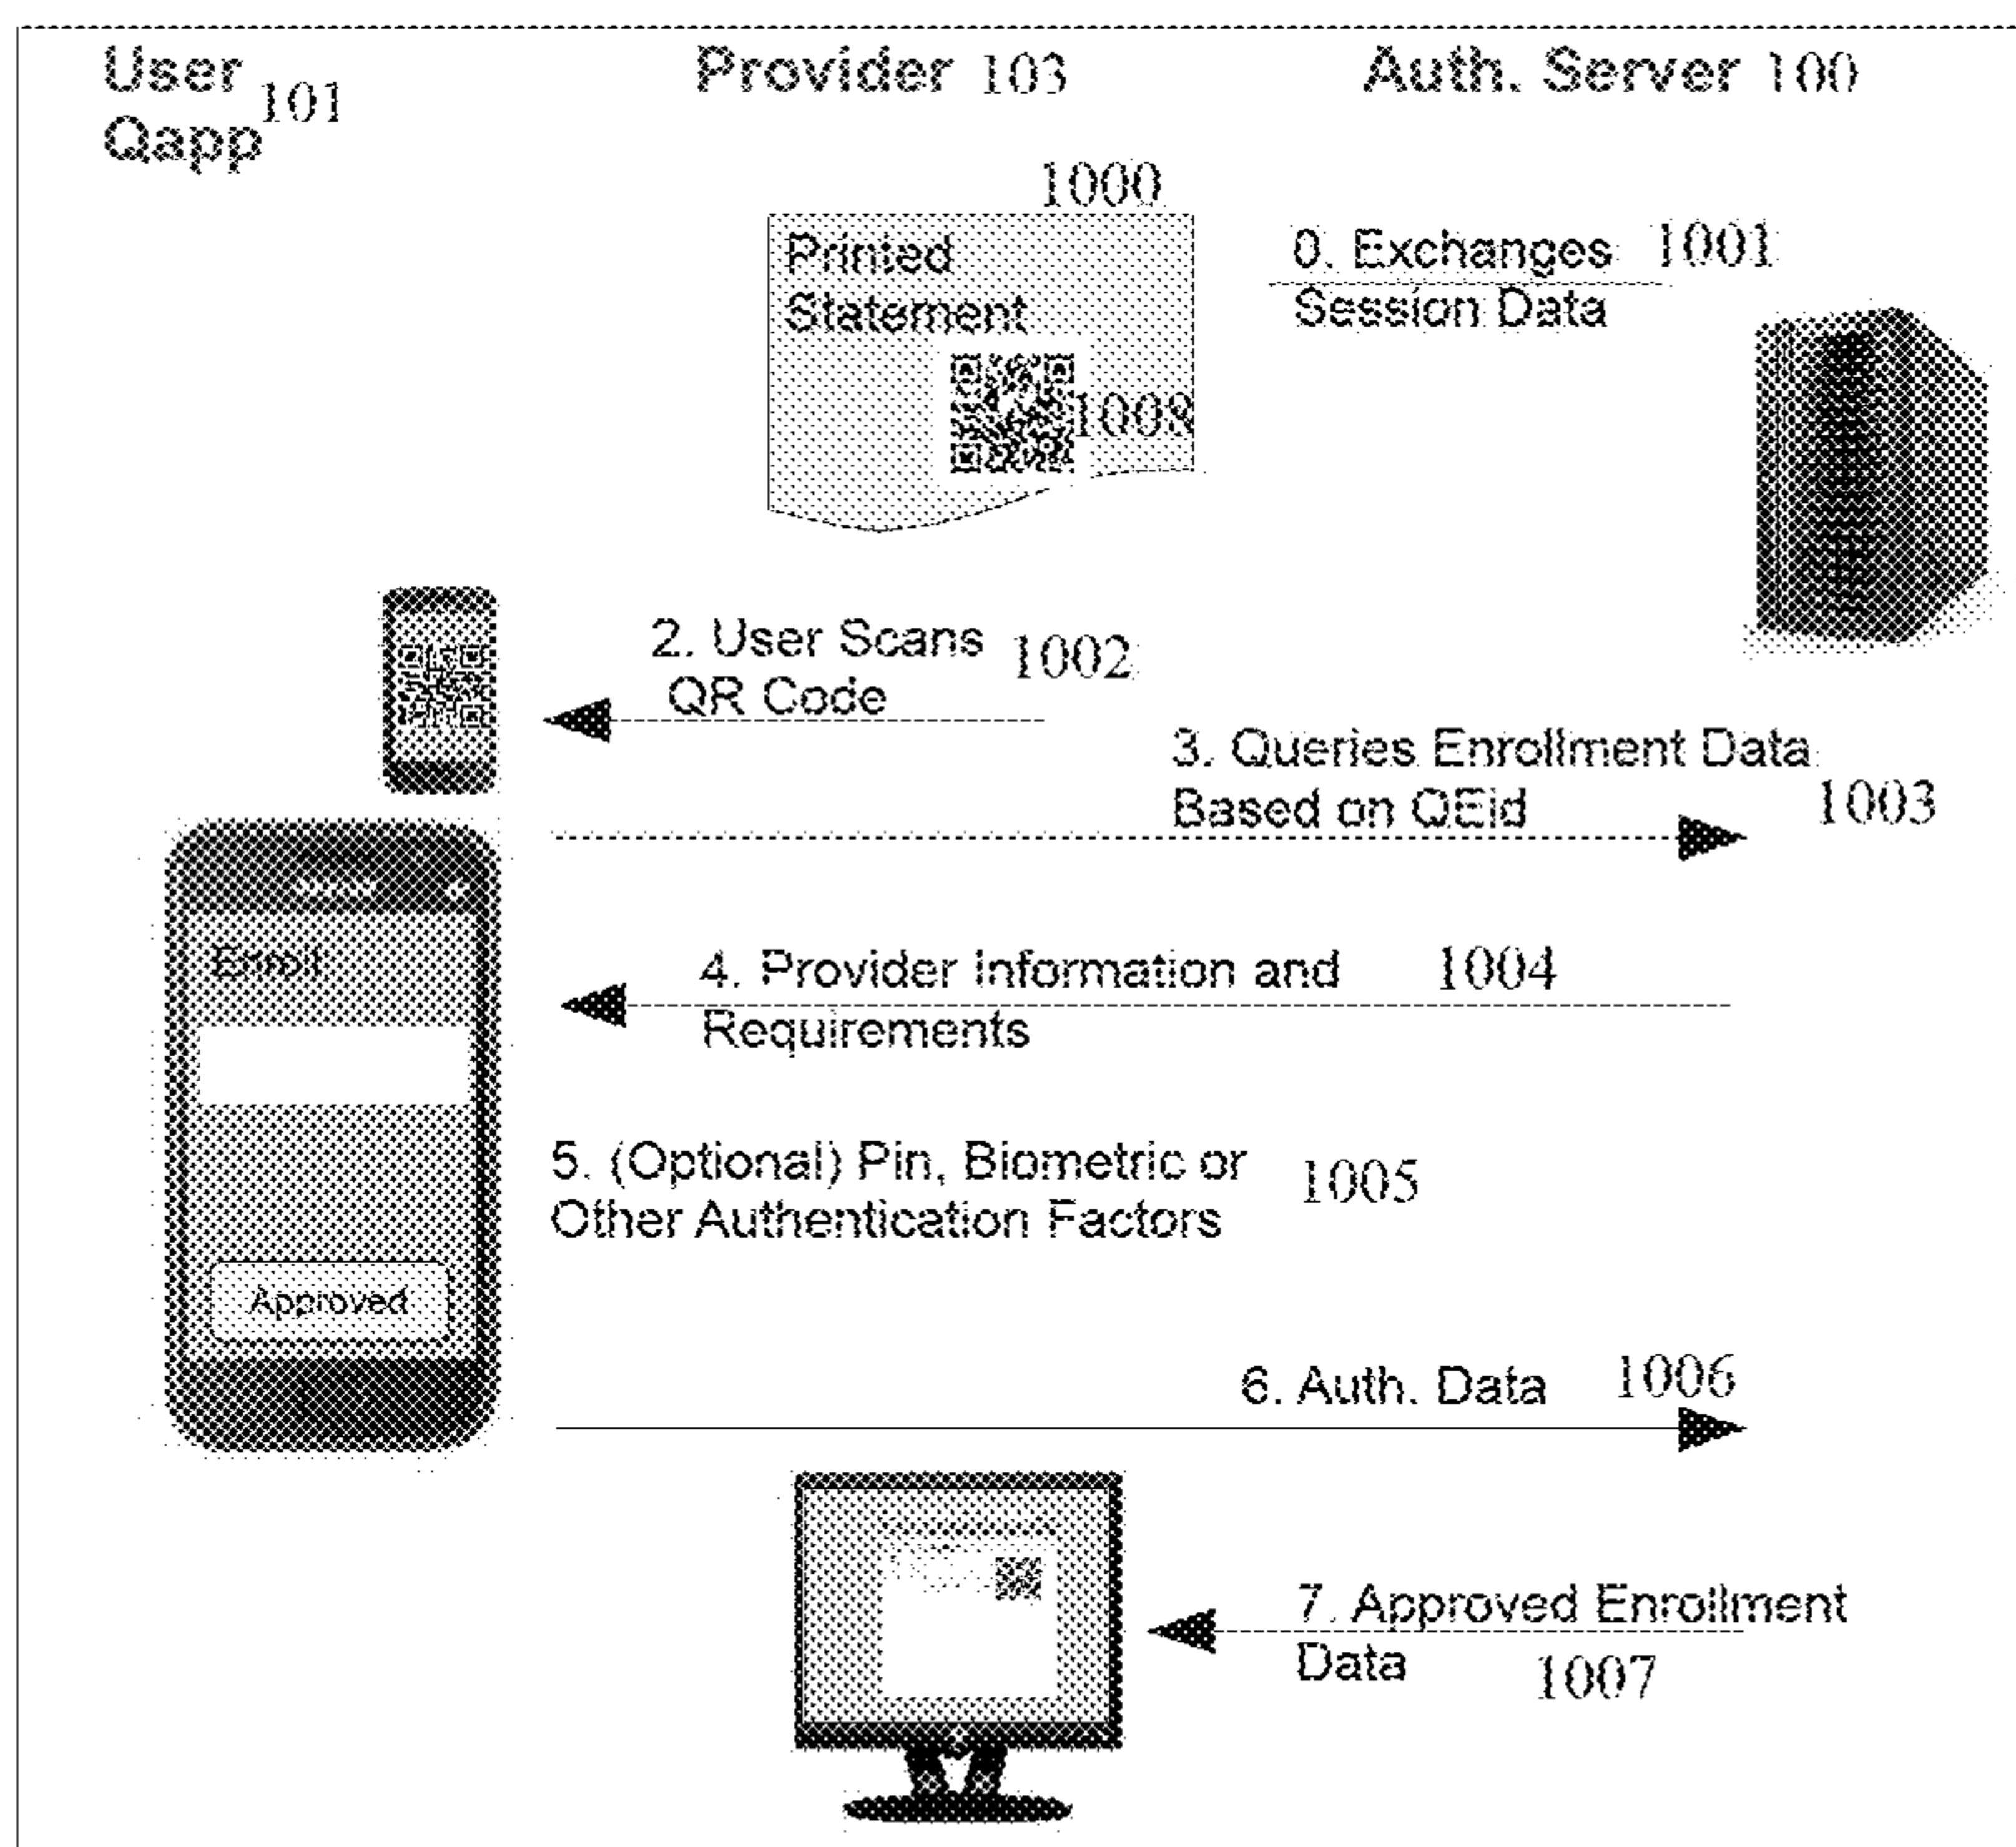 User 101
Qapp
Provider 103
Auth. Server 100
1000
Printed
Statement
1008
0. Exchanges 1001
Session Data
2. User Scans 1002
QR Code
3. Queries Enrollment Data
Based on QEid 1003
Enroll
4. Provider Information and 1004
Requirements
5. (Optional) Pin, Biometric or 1005
Other Authentication Factors
Approved
6. Auth. Data 1006
7. Approved Enrollment
Data 1007